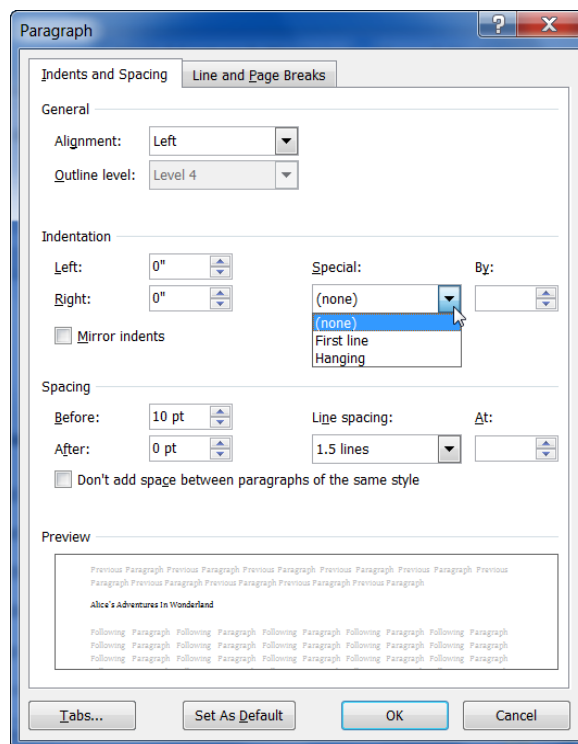 Paragraph
? X
Indents and Spacing Line and Page Breaks
General
Alignment: Left
Outline level: Level 4
Indentation
Left: 0" Special: By:
Right: 0" (none)
(none)
Mirror indents
First line
Hanging
Spacing
Before: 10 pt Line spacing: At:
After: 0 pt 1.5 lines
Don't add space between paragraphs of the same style
Preview
Previous Paragraph Previous Paragraph Previous Paragraph Previous Paragraph Previous Paragraph Previous
Paragraph Previous Paragraph Previous Paragraph Previous Paragraph Previous Paragraph
Alice's Adventures In Wonderland
Following Paragraph Following Paragraph Following Paragraph Following Paragraph Following Paragraph
Following Paragraph Following Paragraph Following Paragraph Following Paragraph Following Paragraph
Following Paragraph Following Paragraph Following Paragraph Following Paragraph Following Paragraph
Tabs... Set As Default OK Cancel